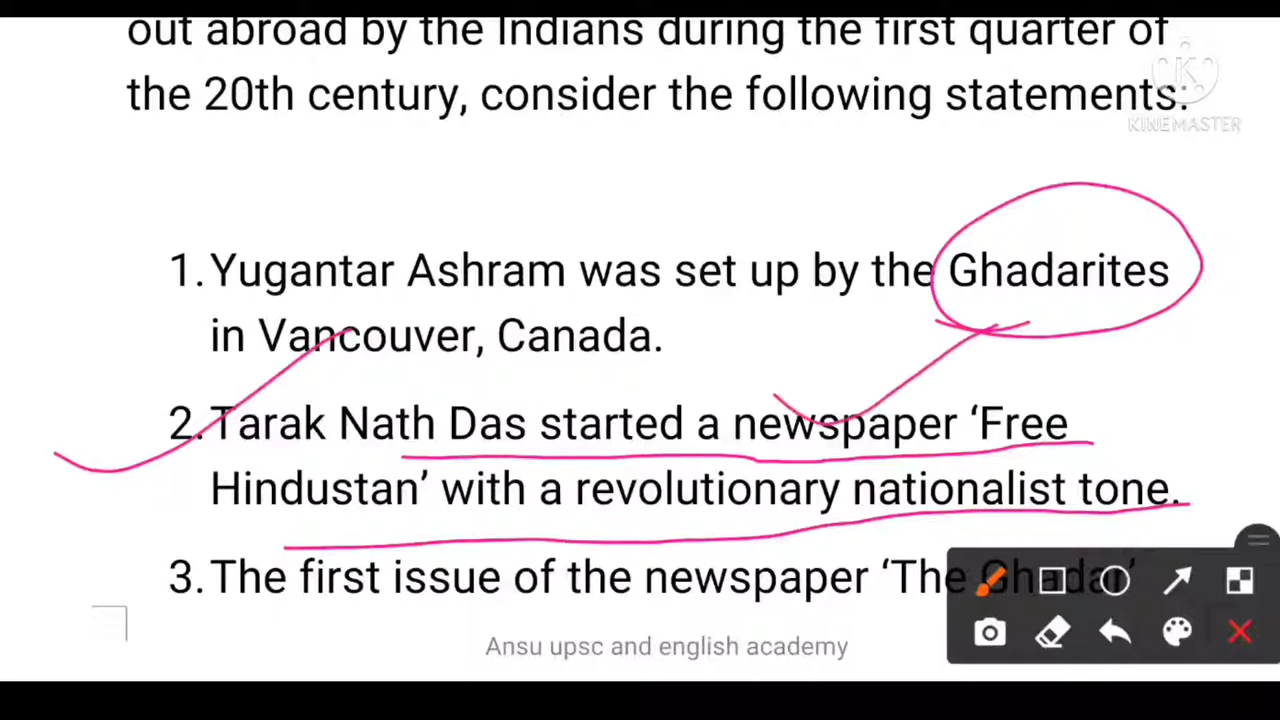 out abroad by the Indians during the first quarter of
the 20th century, consider the following statements:
KINEMASTER
1. Yugantar Ashram was set up by the Ghadarites
in Vancouver, Canada.
2. Tarak Nath Das started a newspaper ‘Free
Hindustan’ with a revolutionary nationalist tone.
3. The first issue of the newspaper ‘The Ghadar’
Ansu upsc and english academy